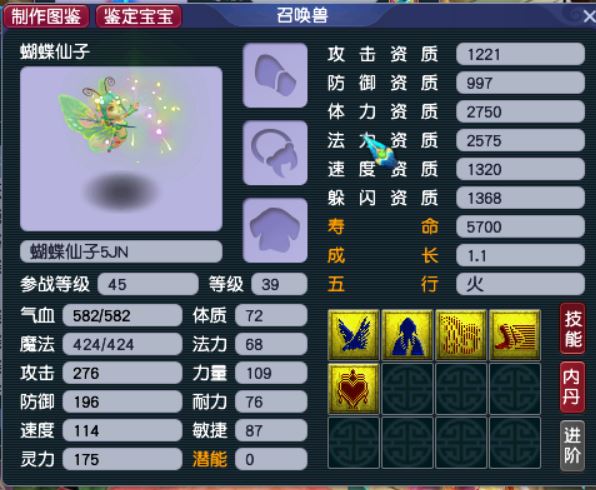 制作图鉴 鉴定宝宝 召唤兽
蝴蝶仙子
蝴蝶仙子5JN
参战等级 45 等级 39
气血 582/582 体质 72
魔法 424/424 法力 68
攻击 276 力量 109
防御 196 耐力 76
速度 114 敏捷 87
灵力 175 潜能 0
攻击资质 1221
防御资质 997
体力资质 2750
法力资质 2575
速度资质 1320
躲闪资质 1368
寿命 5700
成长 1.1
五行 火
技能
内丹
进阶